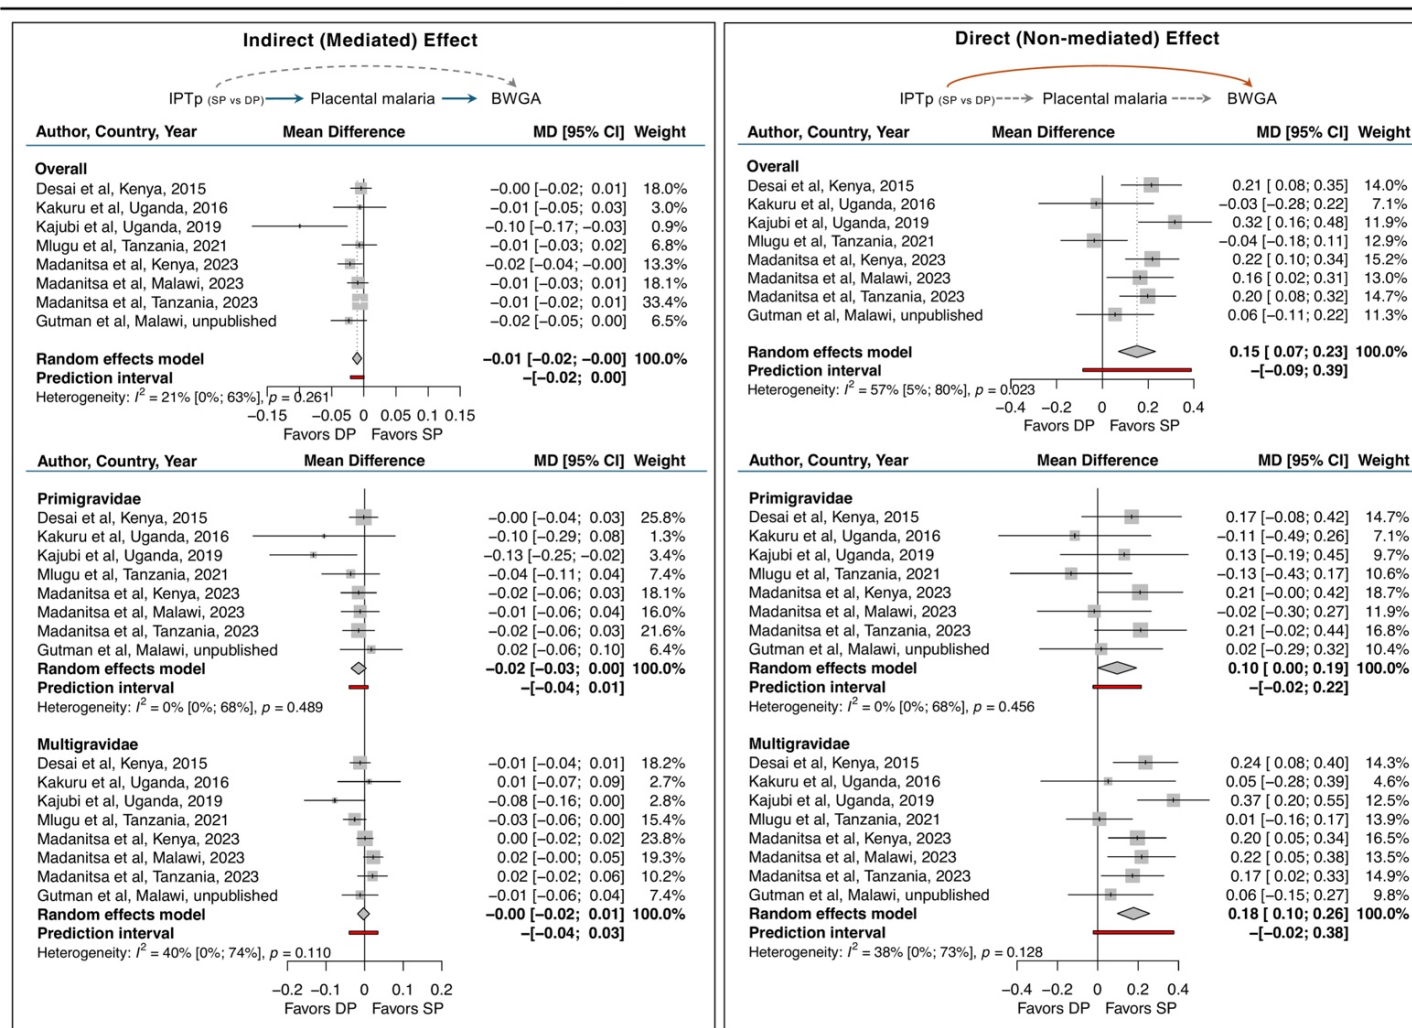 Indirect (Mediated) Effect
IPTp (SP vs DP) Placental malaria BWGA
Author, Country, Year Mean Difference MD [95% CI] Weight
Overall
Desai et al, Kenya, 2015 −0.00 [−0.02; 0.01] 18.0%
Kakuru et al, Uganda, 2016 −0.01 [−0.05; 0.03] 3.0%
Kajubi et al, Uganda, 2019 −0.10 [−0.17; −0.03] 0.9%
Mlugu et al, Tanzania, 2021 −0.01 [−0.03; 0.02] 6.8%
Madanitsa et al, Kenya, 2023 −0.02 [−0.04; −0.00] 13.3%
Madanitsa et al, Malawi, 2023 −0.01 [−0.03; 0.01] 18.1%
Madanitsa et al, Tanzania, 2023 −0.01 [−0.02; 0.01] 33.4%
Gutman et al, Malawi, unpublished −0.02 [−0.05; 0.00] 6.5%
Random effects model −0.01 [−0.02; −0.00] 100.0%
Prediction interval −[−0.02; 0.00]
Heterogeneity: I² = 21% [0%; 63%], p = 0.261
−0.15 −0.05 0 0.05 0.1 0.15
Favors DP Favors SP
Author, Country, Year Mean Difference MD [95% CI] Weight
Primigravidae
Desai et al, Kenya, 2015 −0.00 [−0.04; 0.03] 25.8%
Kakuru et al, Uganda, 2016 −0.10 [−0.29; 0.08] 1.3%
Kajubi et al, Uganda, 2019 −0.13 [−0.25; −0.02] 3.4%
Mlugu et al, Tanzania, 2021 −0.04 [−0.11; 0.04] 7.4%
Madanitsa et al, Kenya, 2023 −0.02 [−0.06; 0.03] 18.1%
Madanitsa et al, Malawi, 2023 −0.01 [−0.06; 0.04] 16.0%
Madanitsa et al, Tanzania, 2023 −0.02 [−0.06; 0.03] 21.6%
Gutman et al, Malawi, unpublished 0.02 [−0.06; 0.10] 6.4%
Random effects model −0.02 [−0.03; 0.00] 100.0%
Prediction interval −[−0.04; 0.01]
Heterogeneity: I² = 0% [0%; 68%], p = 0.489
Multigravidae
Desai et al, Kenya, 2015 −0.01 [−0.04; 0.01] 18.2%
Kakuru et al, Uganda, 2016 0.01 [−0.07; 0.09] 2.7%
Kajubi et al, Uganda, 2019 −0.08 [−0.16; 0.00] 2.8%
Mlugu et al, Tanzania, 2021 −0.03 [−0.06; 0.00] 15.4%
Madanitsa et al, Kenya, 2023 0.00 [−0.02; 0.02] 23.8%
Madanitsa et al, Malawi, 2023 0.02 [−0.00; 0.05] 19.3%
Madanitsa et al, Tanzania, 2023 0.02 [−0.02; 0.06] 10.2%
Gutman et al, Malawi, unpublished −0.01 [−0.06; 0.04] 7.4%
Random effects model −0.00 [−0.02; 0.01] 100.0%
Prediction interval −[−0.04; 0.03]
Heterogeneity: I² = 40% [0%; 74%], p = 0.110
−0.2 −0.1 0 0.1 0.2
Favors DP Favors SP
Direct (Non-mediated) Effect
IPTp (SP vs DP) Placental malaria BWGA
Author, Country, Year Mean Difference MD [95% CI] Weight
Overall
Desai et al, Kenya, 2015 0.21 [ 0.08; 0.35] 14.0%
Kakuru et al, Uganda, 2016 −0.03 [−0.28; 0.22] 7.1%
Kajubi et al, Uganda, 2019 0.32 [ 0.16; 0.48] 11.9%
Mlugu et al, Tanzania, 2021 −0.04 [−0.18; 0.11] 12.9%
Madanitsa et al, Kenya, 2023 0.22 [ 0.10; 0.34] 15.2%
Madanitsa et al, Malawi, 2023 0.16 [ 0.02; 0.31] 13.0%
Madanitsa et al, Tanzania, 2023 0.20 [ 0.08; 0.32] 14.7%
Gutman et al, Malawi, unpublished 0.06 [−0.11; 0.22] 11.3%
Random effects model 0.15 [ 0.07; 0.23] 100.0%
Prediction interval −[−0.09; 0.39]
Heterogeneity: I² = 57% [5%; 80%], p = 0.023
−0.4 −0.2 0 0.2 0.4
Favors DP Favors SP
Author, Country, Year Mean Difference MD [95% CI] Weight
Primigravidae
Desai et al, Kenya, 2015 0.17 [−0.08; 0.42] 14.7%
Kakuru et al, Uganda, 2016 −0.11 [−0.49; 0.26] 7.1%
Kajubi et al, Uganda, 2019 0.13 [−0.19; 0.45] 9.7%
Mlugu et al, Tanzania, 2021 −0.13 [−0.43; 0.17] 10.6%
Madanitsa et al, Kenya, 2023 0.21 [−0.00; 0.42] 18.7%
Madanitsa et al, Malawi, 2023 −0.02 [−0.30; 0.27] 11.9%
Madanitsa et al, Tanzania, 2023 0.21 [−0.02; 0.44] 16.8%
Gutman et al, Malawi, unpublished 0.02 [−0.29; 0.32] 10.4%
Random effects model 0.10 [ 0.00; 0.19] 100.0%
Prediction interval −[−0.02; 0.22]
Heterogeneity: I² = 0% [0%; 68%], p = 0.456
Multigravidae
Desai et al, Kenya, 2015 0.24 [ 0.08; 0.40] 14.3%
Kakuru et al, Uganda, 2016 0.05 [−0.28; 0.39] 4.6%
Kajubi et al, Uganda, 2019 0.37 [ 0.20; 0.55] 12.5%
Mlugu et al, Tanzania, 2021 0.01 [−0.16; 0.17] 13.9%
Madanitsa et al, Kenya, 2023 0.20 [ 0.05; 0.34] 16.5%
Madanitsa et al, Malawi, 2023 0.22 [ 0.05; 0.38] 13.5%
Madanitsa et al, Tanzania, 2023 0.17 [ 0.02; 0.33] 14.9%
Gutman et al, Malawi, unpublished 0.06 [−0.15; 0.27] 9.8%
Random effects model 0.18 [ 0.10; 0.26] 100.0%
Prediction interval −[−0.02; 0.38]
Heterogeneity: I² = 38% [0%; 73%], p = 0.128
−0.4 −0.2 0 0.2 0.4
Favors DP Favors SP